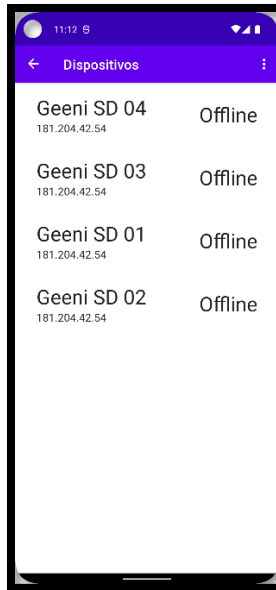 11:12
Dispositivos
Geeni SD 04
Offline
181.204.42.54
Geeni SD 03
Offline
181.204.42.54
Geeni SD 01
Offline
181.204.42.54
Geeni SD 02
Offline
181.204.42.54